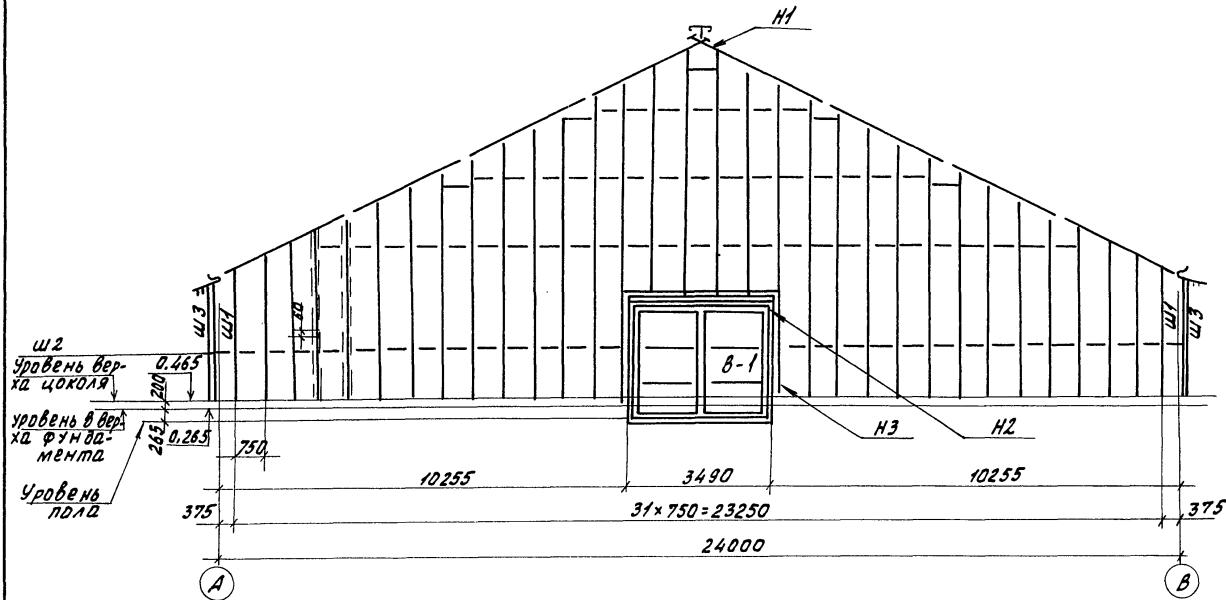 Н1
Ш3
Ш1
60
Ш2
Уровень вер-
ха цоколя
0.465
200
уровень в вер-
ха фунда-
мента
265
0.265
750
Уровень
пола
В-1
Ш1
Ш3
Н3
Н2
10255
3490
10255
375
31×750=23250
375
24000
А
В